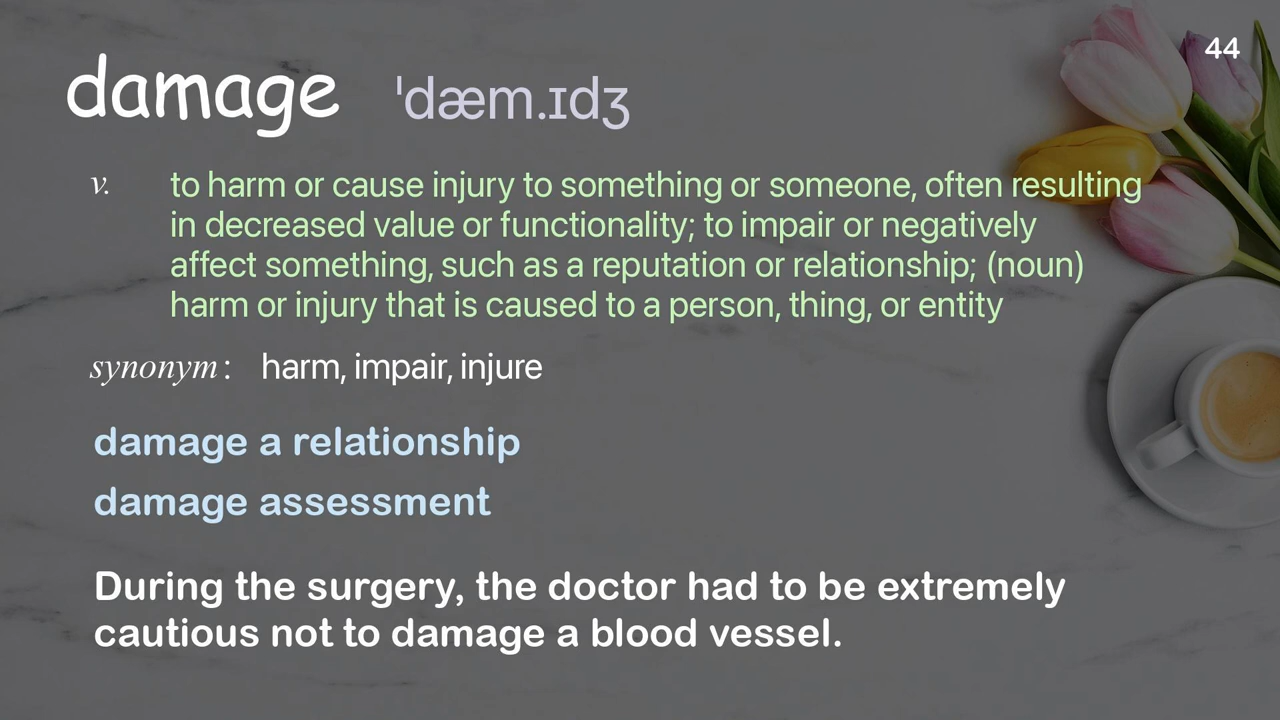 44
damage ˈdæm.ɪdʒ
v. to harm or cause injury to something or someone, often resulting
in decreased value or functionality; to impair or negatively
affect something, such as a reputation or relationship; (noun)
harm or injury that is caused to a person, thing, or entity
synonym: harm, impair, injure
damage a relationship
damage assessment
During the surgery, the doctor had to be extremely
cautious not to damage a blood vessel.